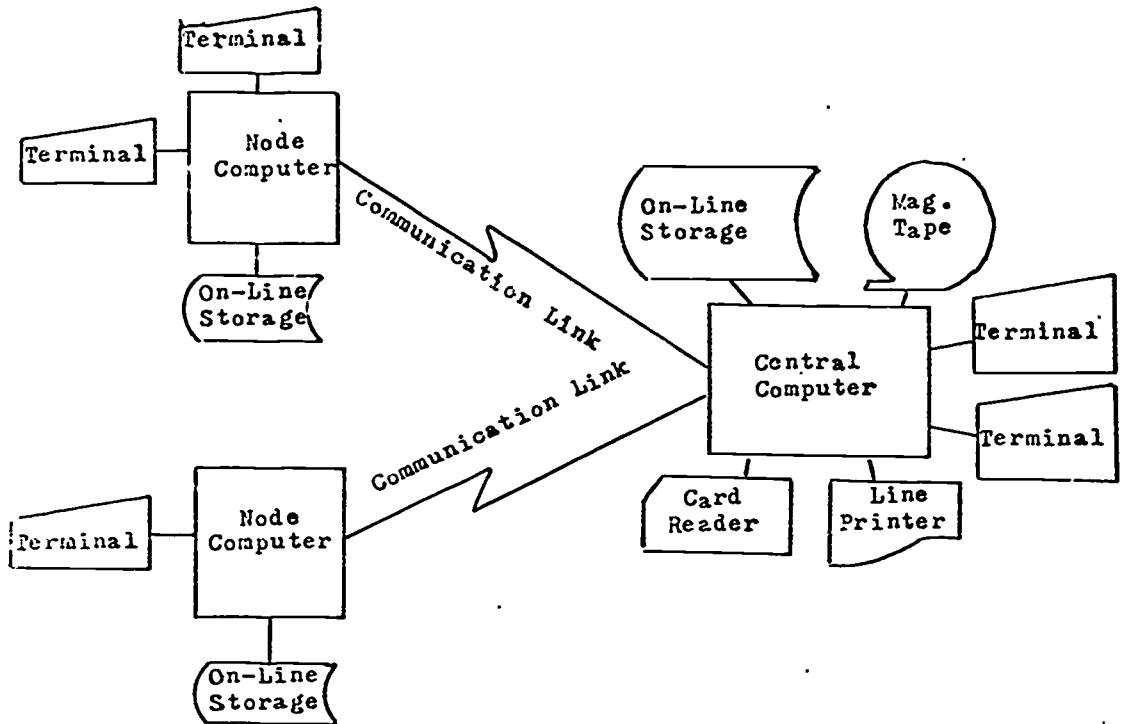 Terminal
Terminal
Node
Computer
On-Line
Storage
Communication Link
Communication Link
On-Line
Storage
Mag.
Tape
Central
Computer
Terminal
Terminal
Card
Reader
Line
Printer
Terminal
Node
Computer
On-Line
Storage